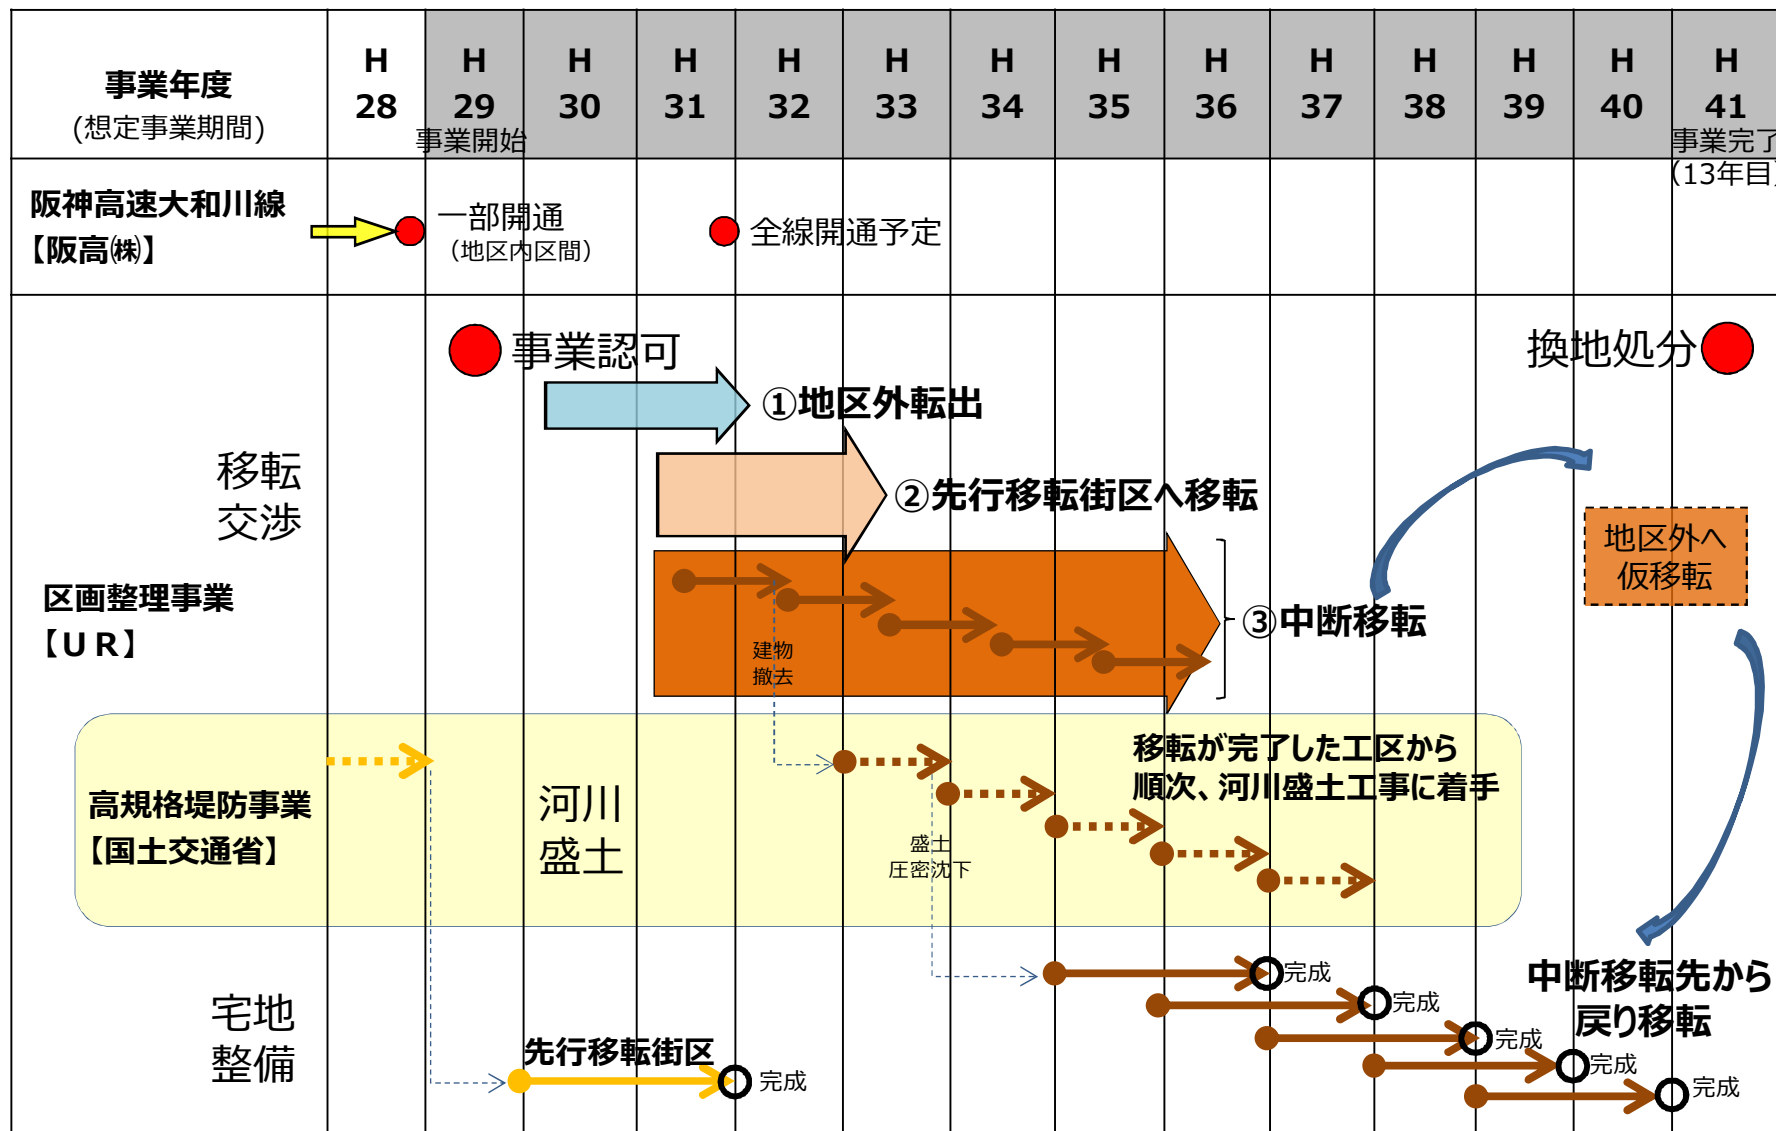 事業年度
(想定事業期間)
H
28
H
29
事業開始
H
30
H
31
H
32
H
33
H
34
H
35
H
36
H
37
H
38
H
39
H
40
H
41
事業完了
(13年目)
阪神高速大和川線
【阪高㈱】
一部開通
(地区内区間)
全線開通予定
事業認可
換地処分
①地区外転出
移転
交渉
②先行移転街区へ移転
地区外へ
仮移転
区画整理事業
【UR】
③中断移転
建物
撤去
移転が完了した工区から
順次、河川盛土工事に着手
高規格堤防事業
【国土交通省】
河川
盛土
盛土
圧密沈下
宅地
整備
完成
完成
完成
完成
完成
中断移転先から
戻り移転
先行移転街区
完成